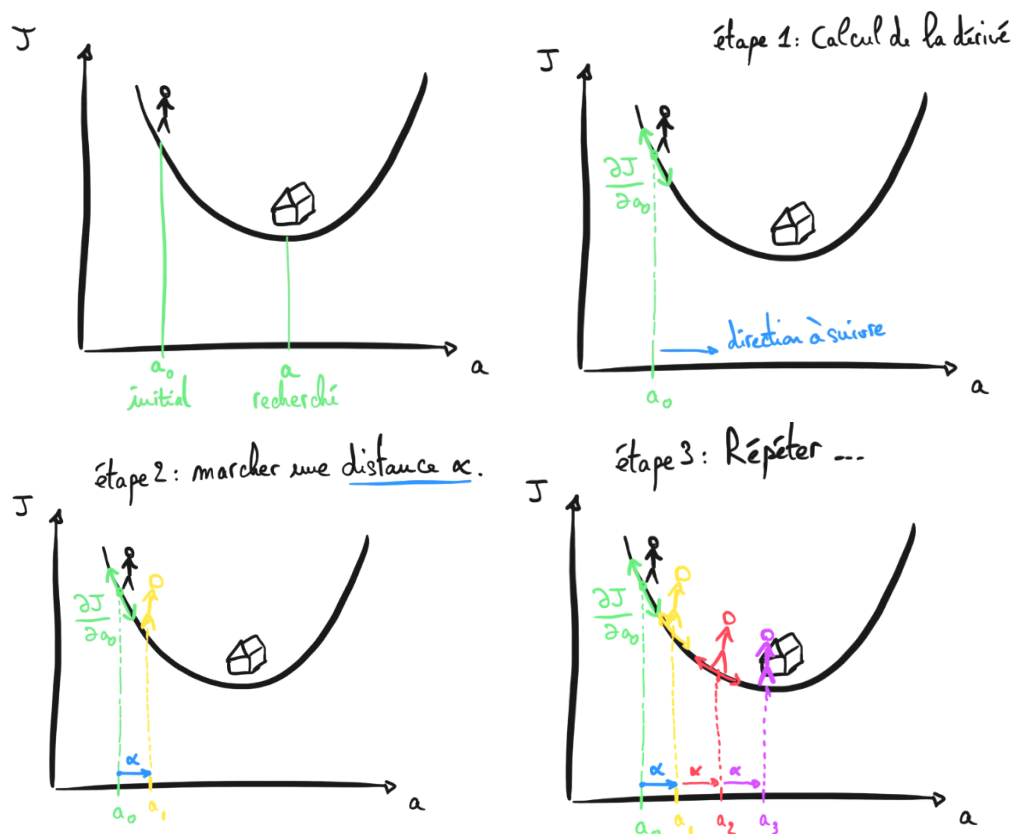 J
a₀
initial
a
recherché
a
étape 1: Calcul de la dérivé
J
∂J
∂a₀
direction à suivre
a₀
a
étape 2: marcher une distance α.
J
∂J
∂a₀
α
a₀
a₁
a
étape 3: Répéter ...
J
∂J
∂a₀
α α α
a₀ a₁ a₂ a₃
a